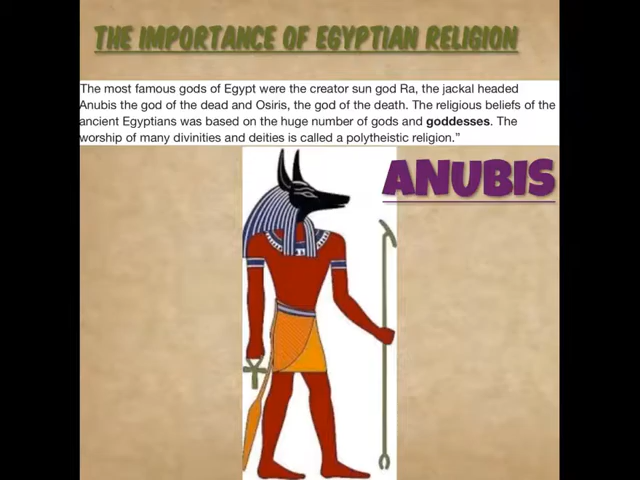 THE IMPORTANCE OF EGYPTIAN RELIGION
The most famous gods of Egypt were the creator sun god Ra, the jackal headed
Anubis the god of the dead and Osiris, the god of the death. The religious beliefs of the
ancient Egyptians was based on the huge number of gods and goddesses. The
worship of many divinities and deities is called a polytheistic religion.”
ANUBIS